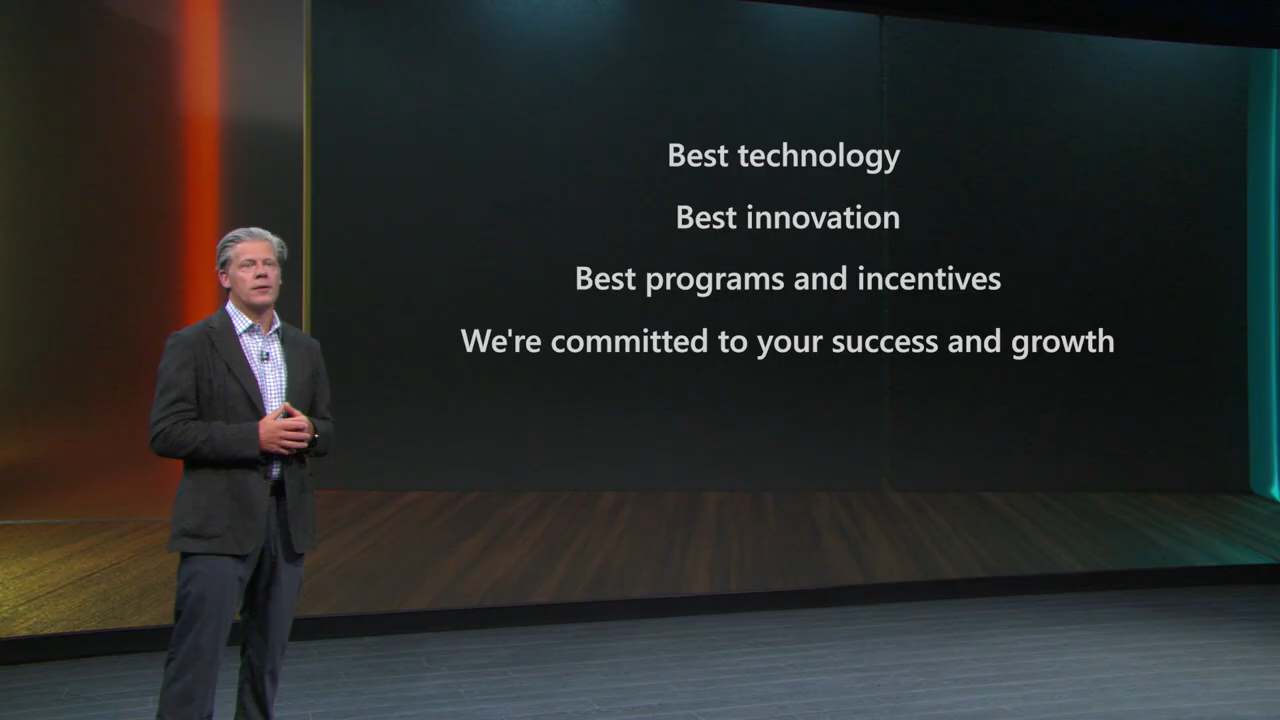 Best technology
Best innovation
Best programs and incentives
We're committed to your success and growth